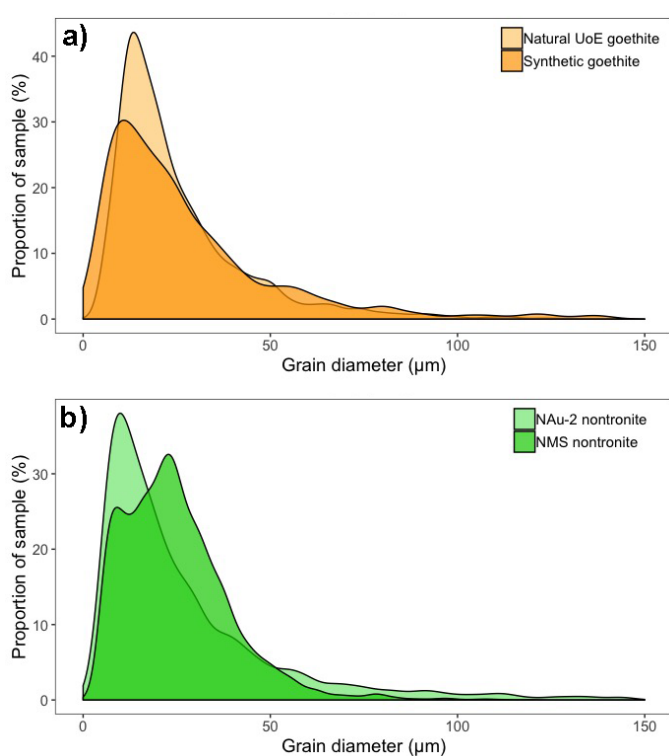 a)
Natural UoE goethite
Synthetic goethite
Proportion of sample (%)
40
30
20
10
0
0 50 100 150
Grain diameter (µm)
b)
NAu-2 nontronite
NMS nontronite
Proportion of sample (%)
30
20
10
0
0 50 100 150
Grain diameter (µm)